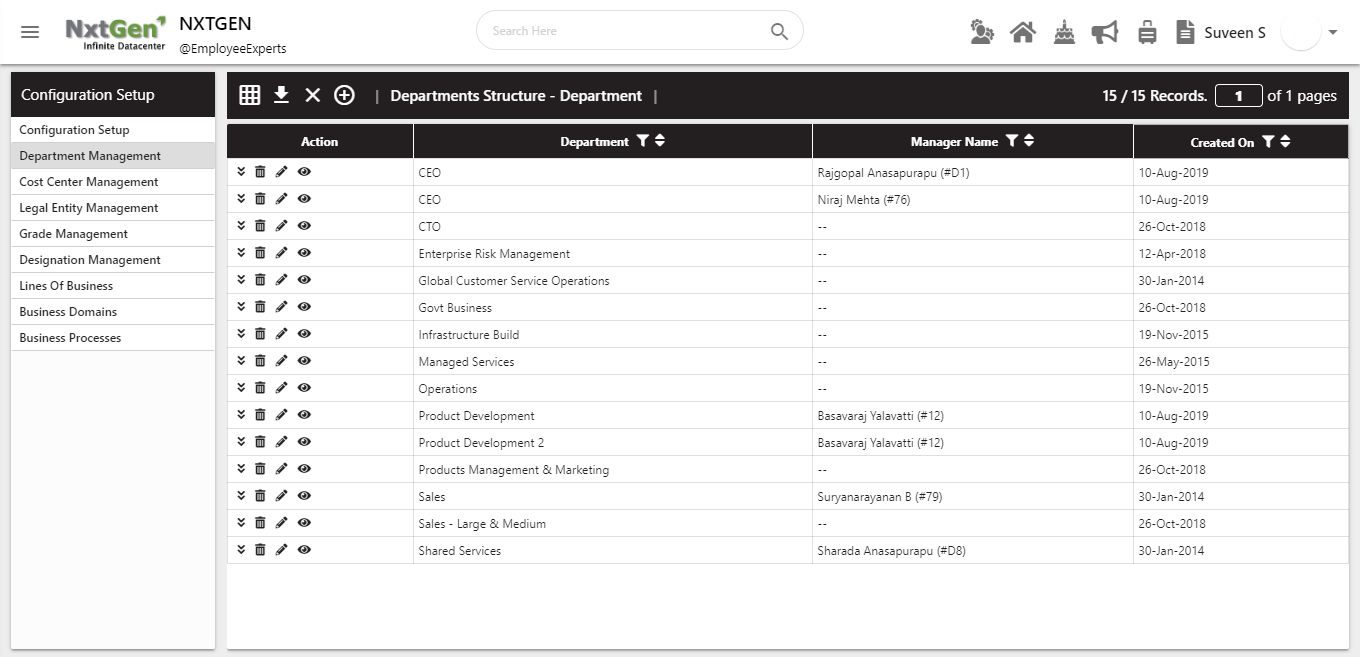 NxtGen
Infinite Datacenter
NXTGEN
@EmployeeExperts
Search Here
Suveen S
Configuration Setup
Configuration Setup
Department Management
Cost Center Management
Legal Entity Management
Grade Management
Designation Management
Lines Of Business
Business Domains
Business Processes
| Departments Structure - Department |
15 / 15 Records. 1 of 1 pages
Action Department Manager Name Created On
CEO Rajgopal Anasapurapu (#D1) 10-Aug-2019
CEO Niraj Mehta (#76) 10-Aug-2019
CTO -- 26-Oct-2018
Enterprise Risk Management -- 12-Apr-2018
Global Customer Service Operations -- 30-Jan-2014
Govt Business -- 26-Oct-2018
Infrastructure Build -- 19-Nov-2015
Managed Services -- 26-May-2015
Operations -- 19-Nov-2015
Product Development Basavaraj Yalavatti (#12) 10-Aug-2019
Product Development 2 Basavaraj Yalavatti (#12) 10-Aug-2019
Products Management & Marketing -- 26-Oct-2018
Sales Suryanarayanan B (#79) 30-Jan-2014
Sales - Large & Medium -- 26-Oct-2018
Shared Services Sharada Anasapurapu (#D8) 30-Jan-2014